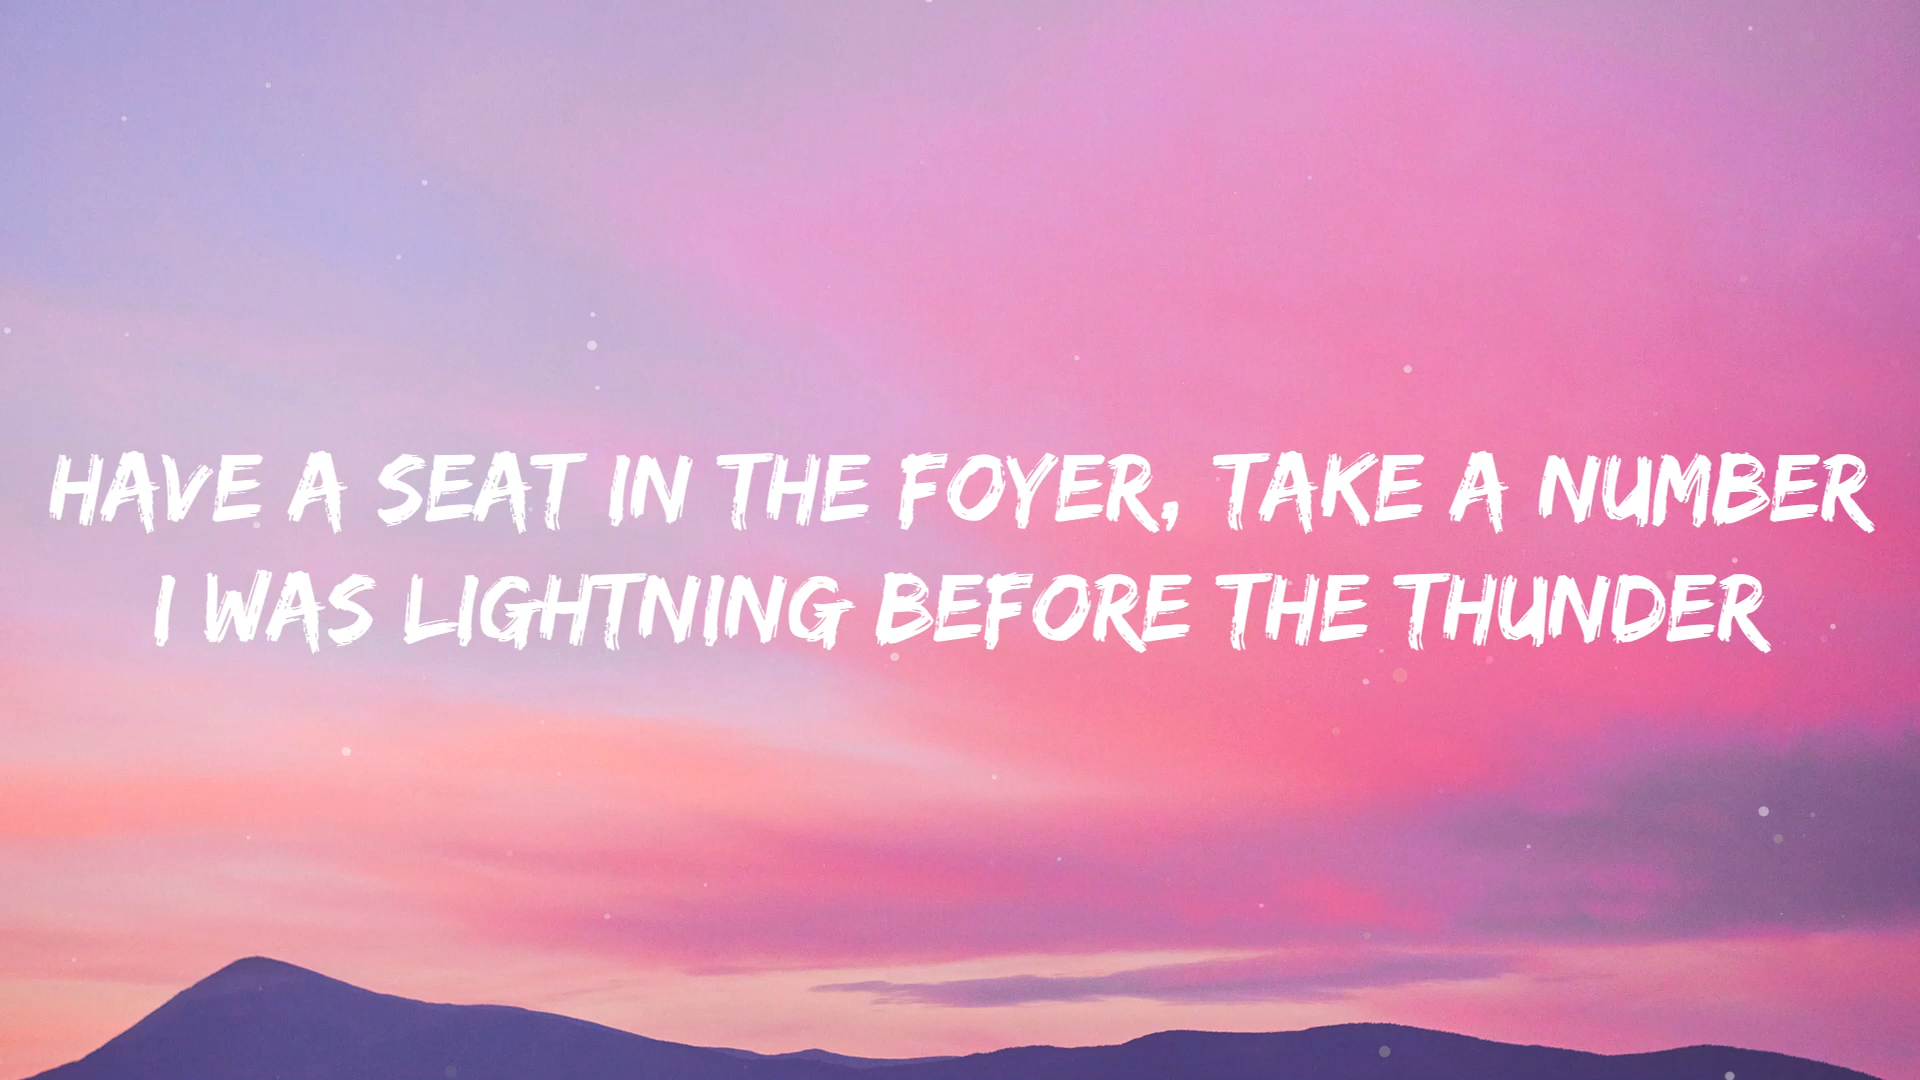 HAVE A SEAT IN THE FOYER, TAKE A NUMBER
I WAS LIGHTNING BEFORE THE THUNDER